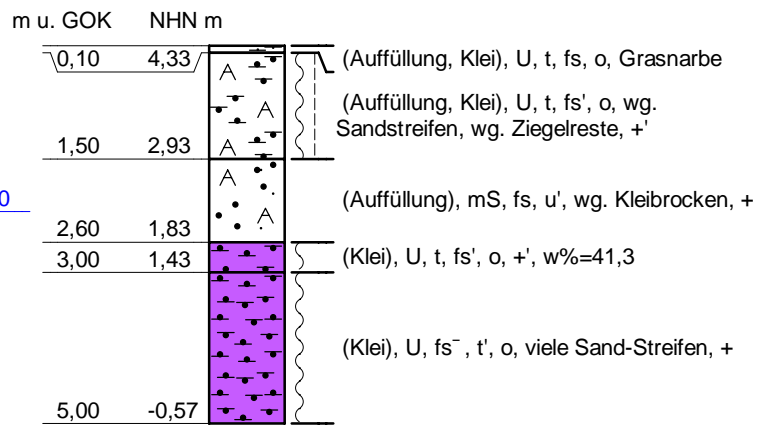 m u. GOK NHN m
0,10 4,33 (Auffüllung, Klei), U, t, fs, o, Grasnarbe
(Auffüllung, Klei), U, t, fs', o, wg.
Sandstreifen, wg. Ziegelreste, +'
1,50 2,93
A
A
A
A
A
0
(Auffüllung), mS, fs, u', wg. Kleibrocken, +
2,60 1,83
3,00 1,43 (Klei), U, t, fs', o, +', w%=41,3
(Klei), U, fs¯, t', o, viele Sand-Streifen, +
5,00 -0,57